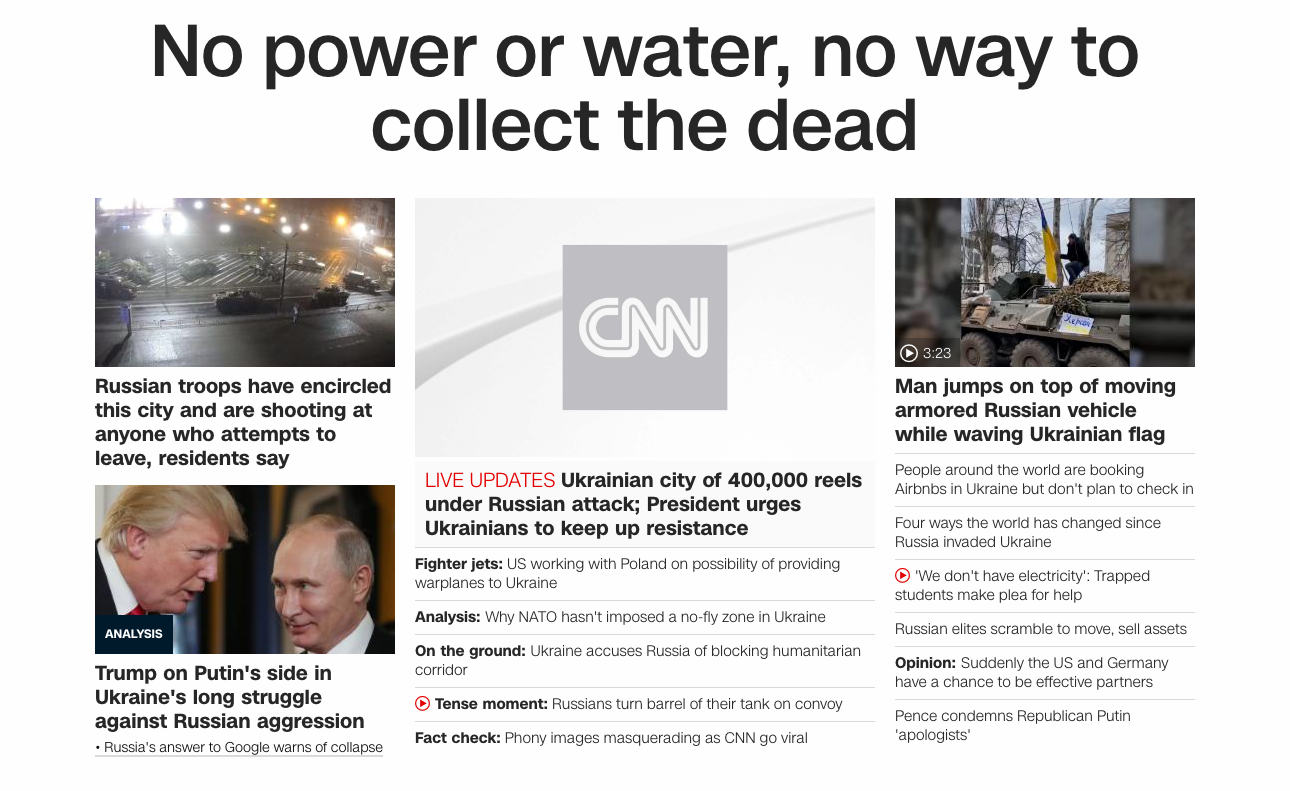 No power or water, no way to
collect the dead
Russian troops have encircled
this city and are shooting at
anyone who attempts to
leave, residents say
ANALYSIS
Trump on Putin's side in
Ukraine's long struggle
against Russian aggression
• Russia's answer to Google warns of collapse
CNN
LIVE UPDATES Ukrainian city of 400,000 reels
under Russian attack; President urges
Ukrainians to keep up resistance
Fighter jets: US working with Poland on possibility of providing
warplanes to Ukraine
Analysis: Why NATO hasn't imposed a no-fly zone in Ukraine
On the ground: Ukraine accuses Russia of blocking humanitarian
corridor
Tense moment: Russians turn barrel of their tank on convoy
Fact check: Phony images masquerading as CNN go viral
Херсон
3:23
Man jumps on top of moving
armored Russian vehicle
while waving Ukrainian flag
People around the world are booking
Airbnbs in Ukraine but don't plan to check in
Four ways the world has changed since
Russia invaded Ukraine
'We don't have electricity': Trapped
students make plea for help
Russian elites scramble to move, sell assets
Opinion: Suddenly the US and Germany
have a chance to be effective partners
Pence condemns Republican Putin
'apologists'